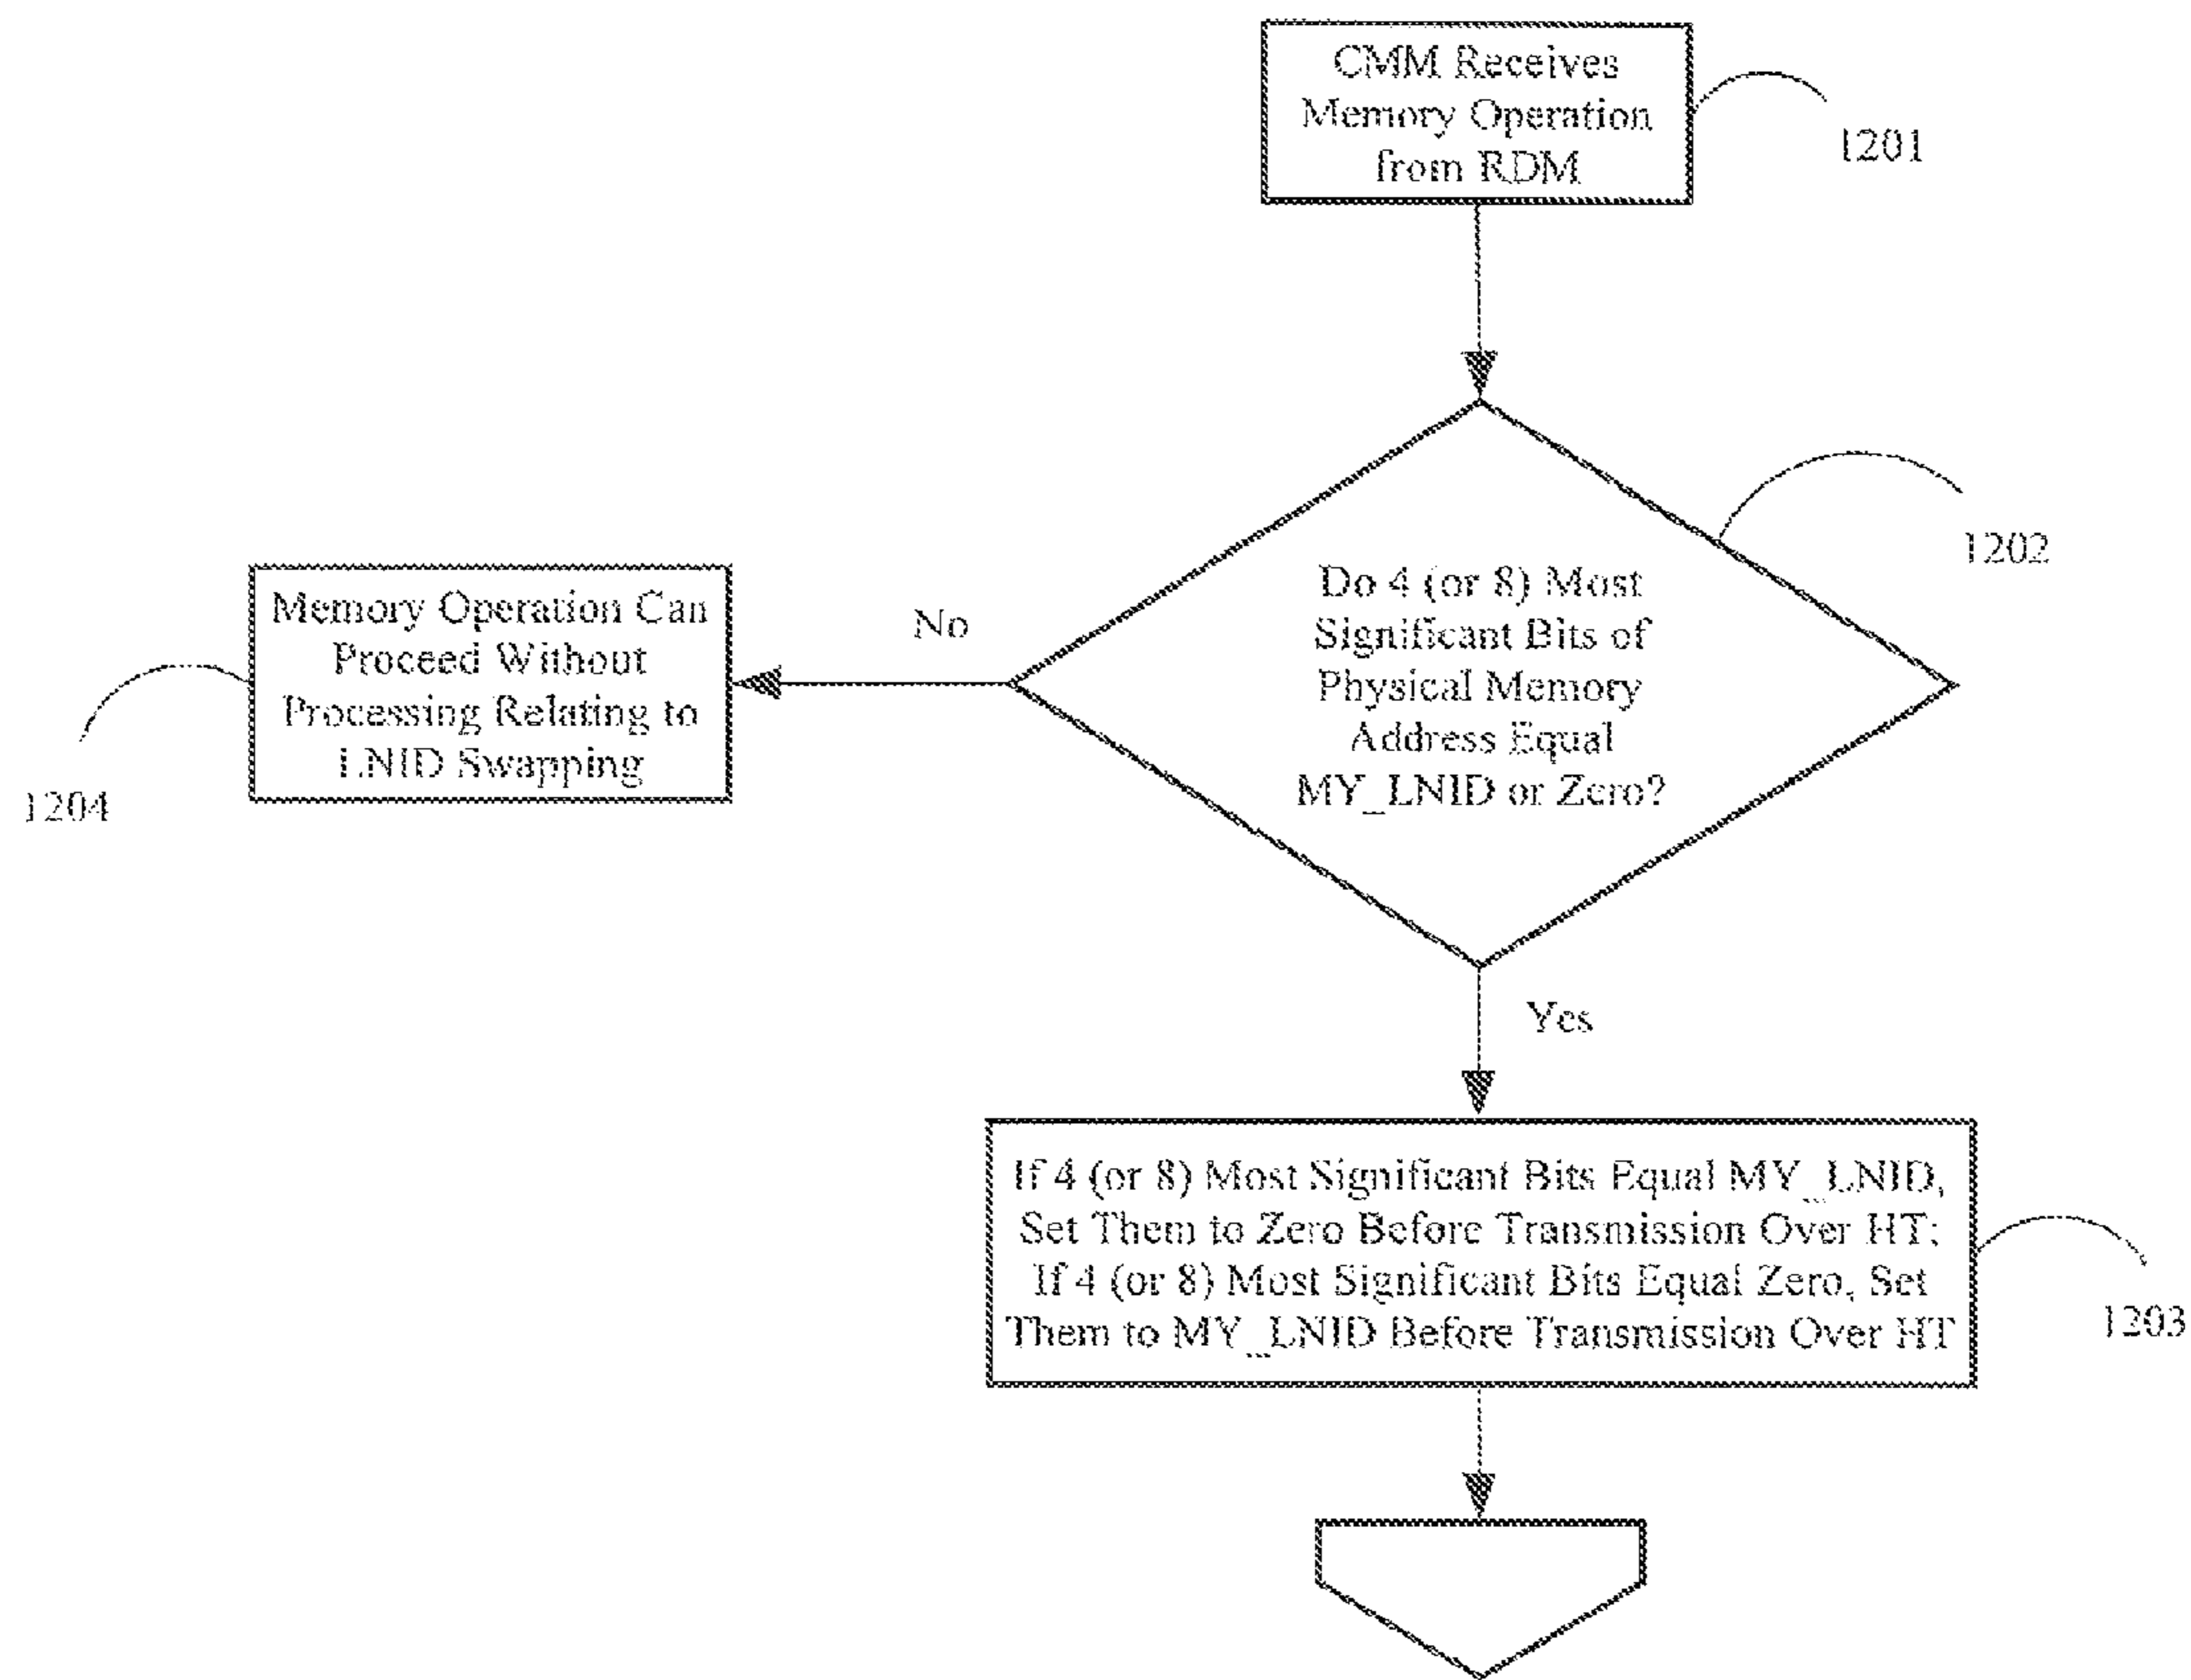 CMM Receives
Memory Operation
from RDM
1201
1202
Do 4 (or 8) Most
Significant Bits of
Physical Memory
Address Equal
MY_LNID or Zero?
No
Memory Operation Can
Proceed Without
Processing Relating to
LNID Swapping
1204
Yes
If 4 (or 8) Most Significant Bits Equal MY_LNID,
Set Them to Zero Before Transmission Over HT;
If 4 (or 8) Most Significant Bits Equal Zero, Set
Them to MY_LNID Before Transmission Over HT
1203